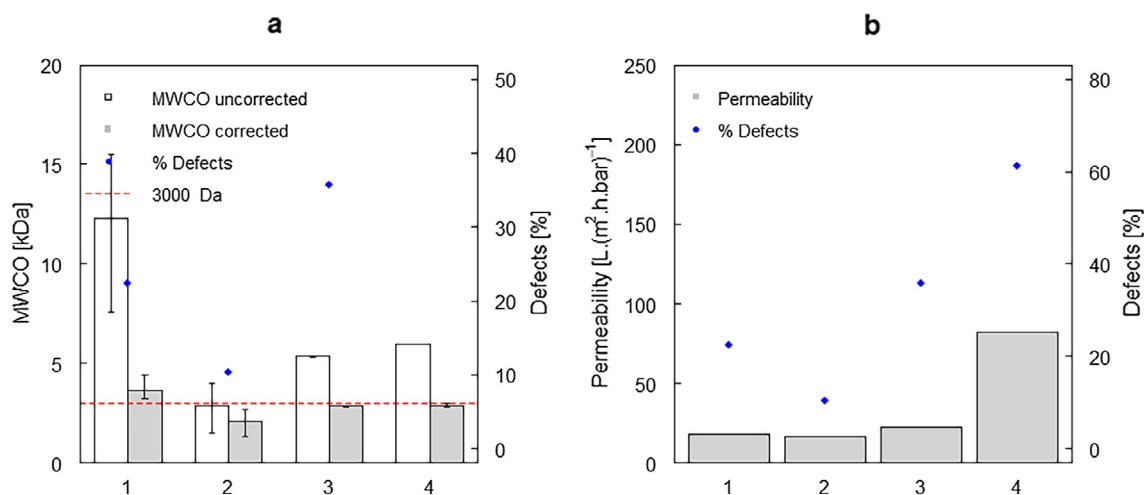 a
20
15
10
5
0
MWCO [kDa]
MWCO uncorrected
MWCO corrected
% Defects
3000 Da
50
40
30
20
10
0
Defects [%]
1 2 3 4
b
250
200
150
100
50
0
Permeability [L.(m².h.bar)⁻¹]
Permeability
% Defects
80
60
40
20
0
Defects [%]
1 2 3 4